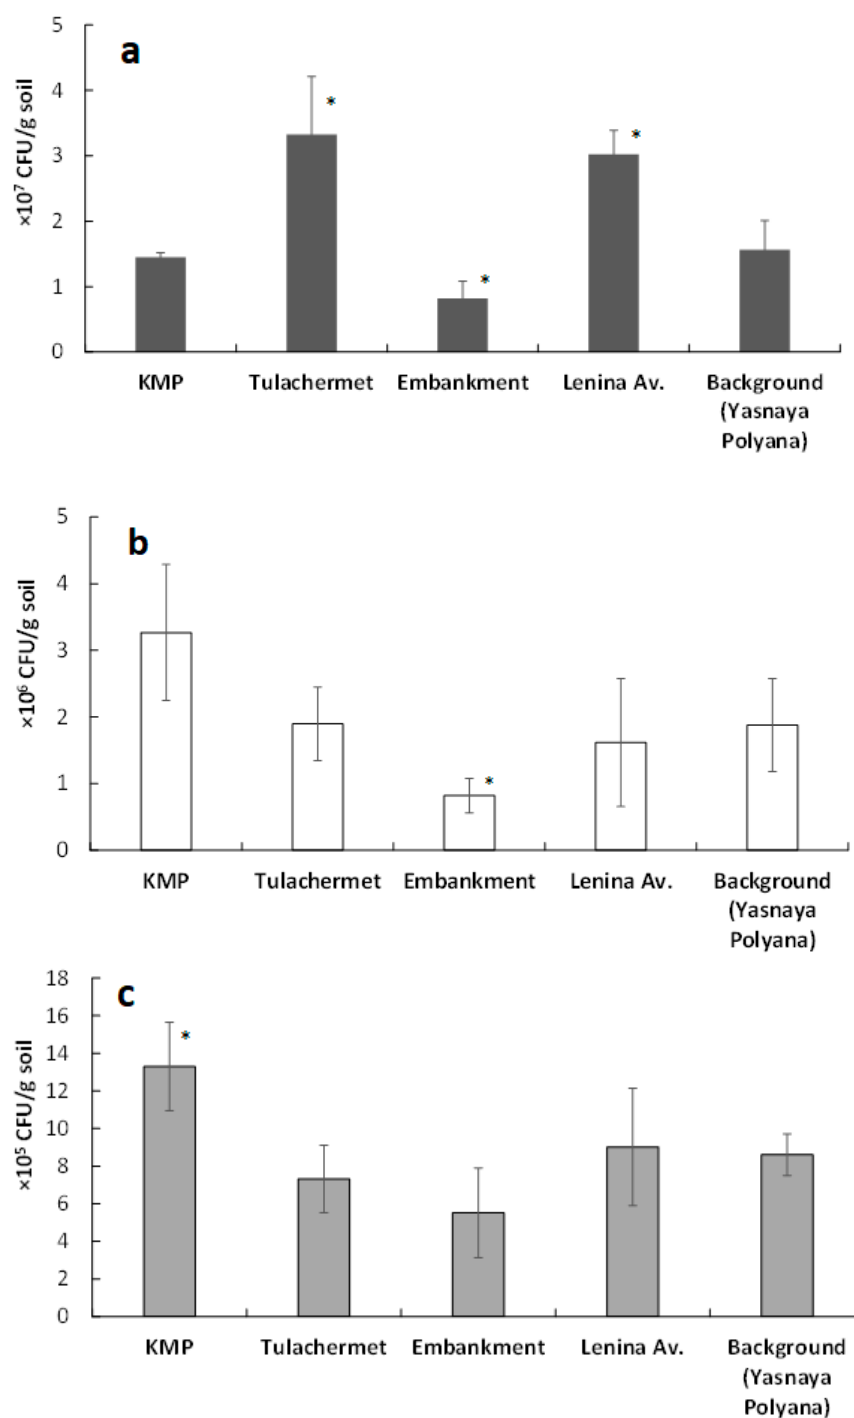 a
×10⁷ CFU/g soil
5
4
3
2
1
0
*
*
*
KMP Tulachermet Embankment Lenina Av. Background
(Yasnaya
Polyana)
b
×10⁶ CFU/g soil
5
4
3
2
1
0
*
KMP Tulachermet Embankment Lenina Av. Background
(Yasnaya
Polyana)
c
×10⁵ CFU/g soil
18
16
14
12
10
8
6
4
2
0
*
KMP Tulachermet Embankment Lenina Av. Background
(Yasnaya
Polyana)